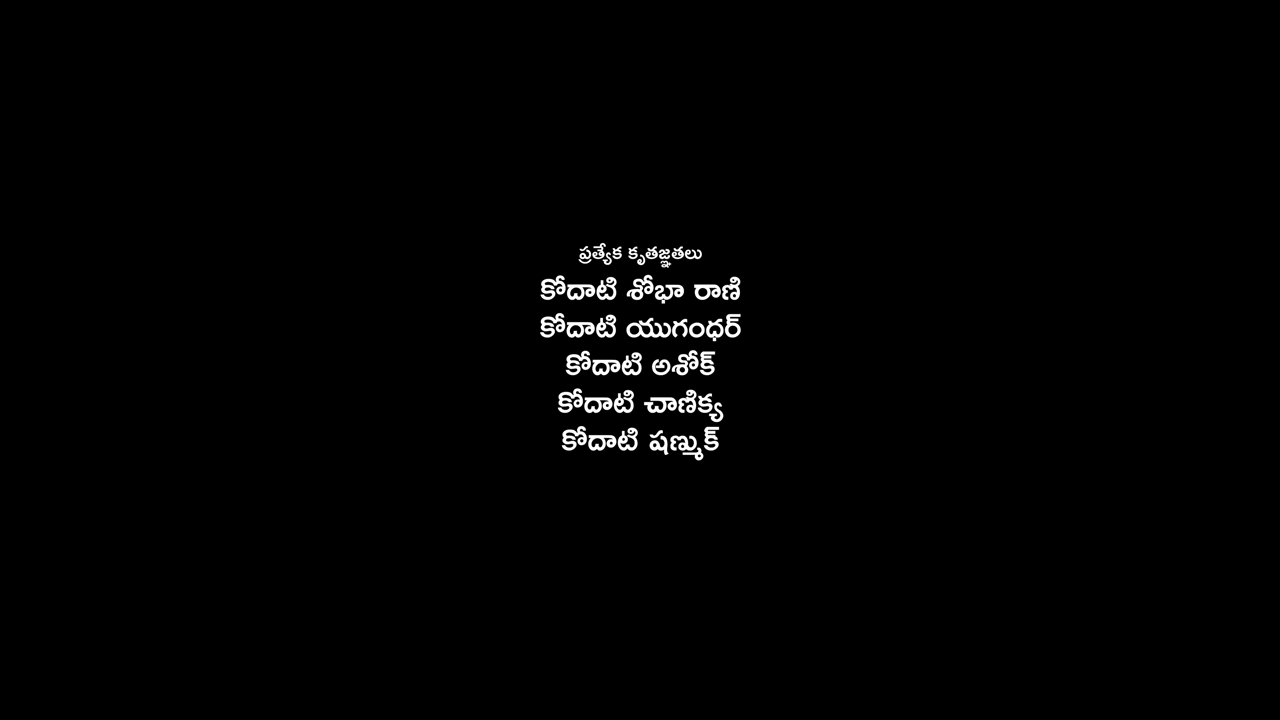 ప్రత్యేక కృతజ్ఞతలు
కోదాటి శోభా రాణి
కోదాటి యుగంధర్
కోదాటి అశోక్
కోదాటి చాణిక్య
కోదాటి షణ్ముక్